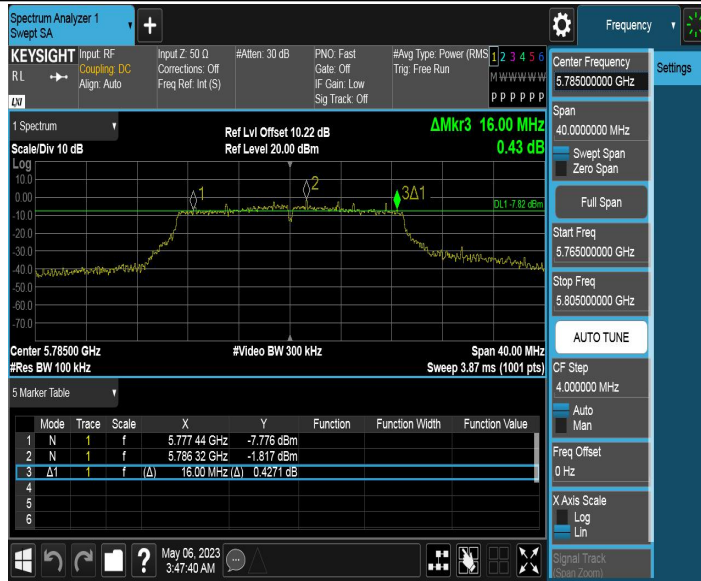 Spectrum Analyzer 1
Swept SA
Frequency
KEYSIGHT Input: RF Input Z: 50 Ω #Atten: 30 dB PNO: Fast #Avg Type: Power (RMS 1 2 3 4 5 6
RL Coupling: DC Corrections: Off Gate: Off Trig: Free Run M W W W W W
Align: Auto Freq Ref: Int (S) IF Gain: Low
LXI Sig Track: Off P P P P P P
Center Frequency
5.785000000 GHz
Settings
Span
40.0000000 MHz
Swept Span
Zero Span
Full Span
Start Freq
5.765000000 GHz
Stop Freq
5.805000000 GHz
AUTO TUNE
CF Step
4.000000 MHz
Auto
Man
Freq Offset
0 Hz
X Axis Scale
Log
Lin
Signal Track
(Span Zoom)
1 Spectrum Ref Lvl Offset 10.22 dB ΔMkr3 16.00 MHz
Scale/Div 10 dB Ref Level 20.00 dBm 0.43 dB
Log
10.0
0.00
-10.0
-20.0
-30.0
-40.0
-50.0
-60.0
-70.0
1
2
3Δ1
DL1 -7.82 dBm
Center 5.78500 GHz #Video BW 300 kHz Span 40.00 MHz
#Res BW 100 kHz Sweep 3.87 ms (1001 pts)
5 Marker Table
Mode Trace Scale X Y Function Function Width Function Value
1 N 1 f 5.777 44 GHz -7.776 dBm
2 N 1 f 5.786 32 GHz -1.817 dBm
3 Δ1 1 f (Δ) 16.00 MHz (Δ) 0.4271 dB
4
5
6
? May 06, 2023
3:47:40 AM